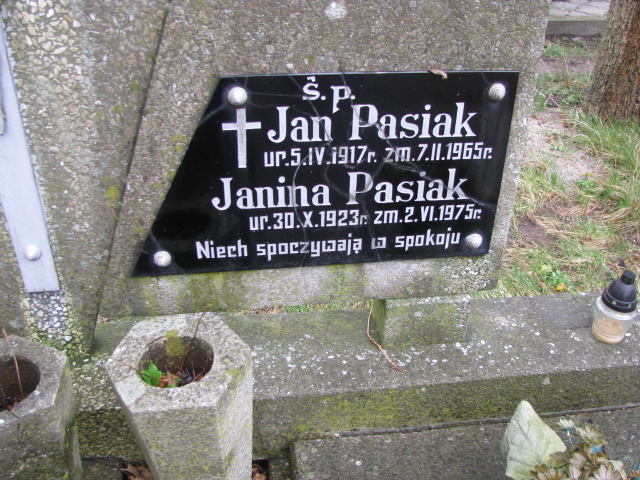 ś.p.
Jan Pasiak
ur.5.IV.1917r. zm.7.II.1965r.
Janina Pasiak
ur.30.X.1923r. zm.2.VI.1975r.
Niech spoczywają w spokoju